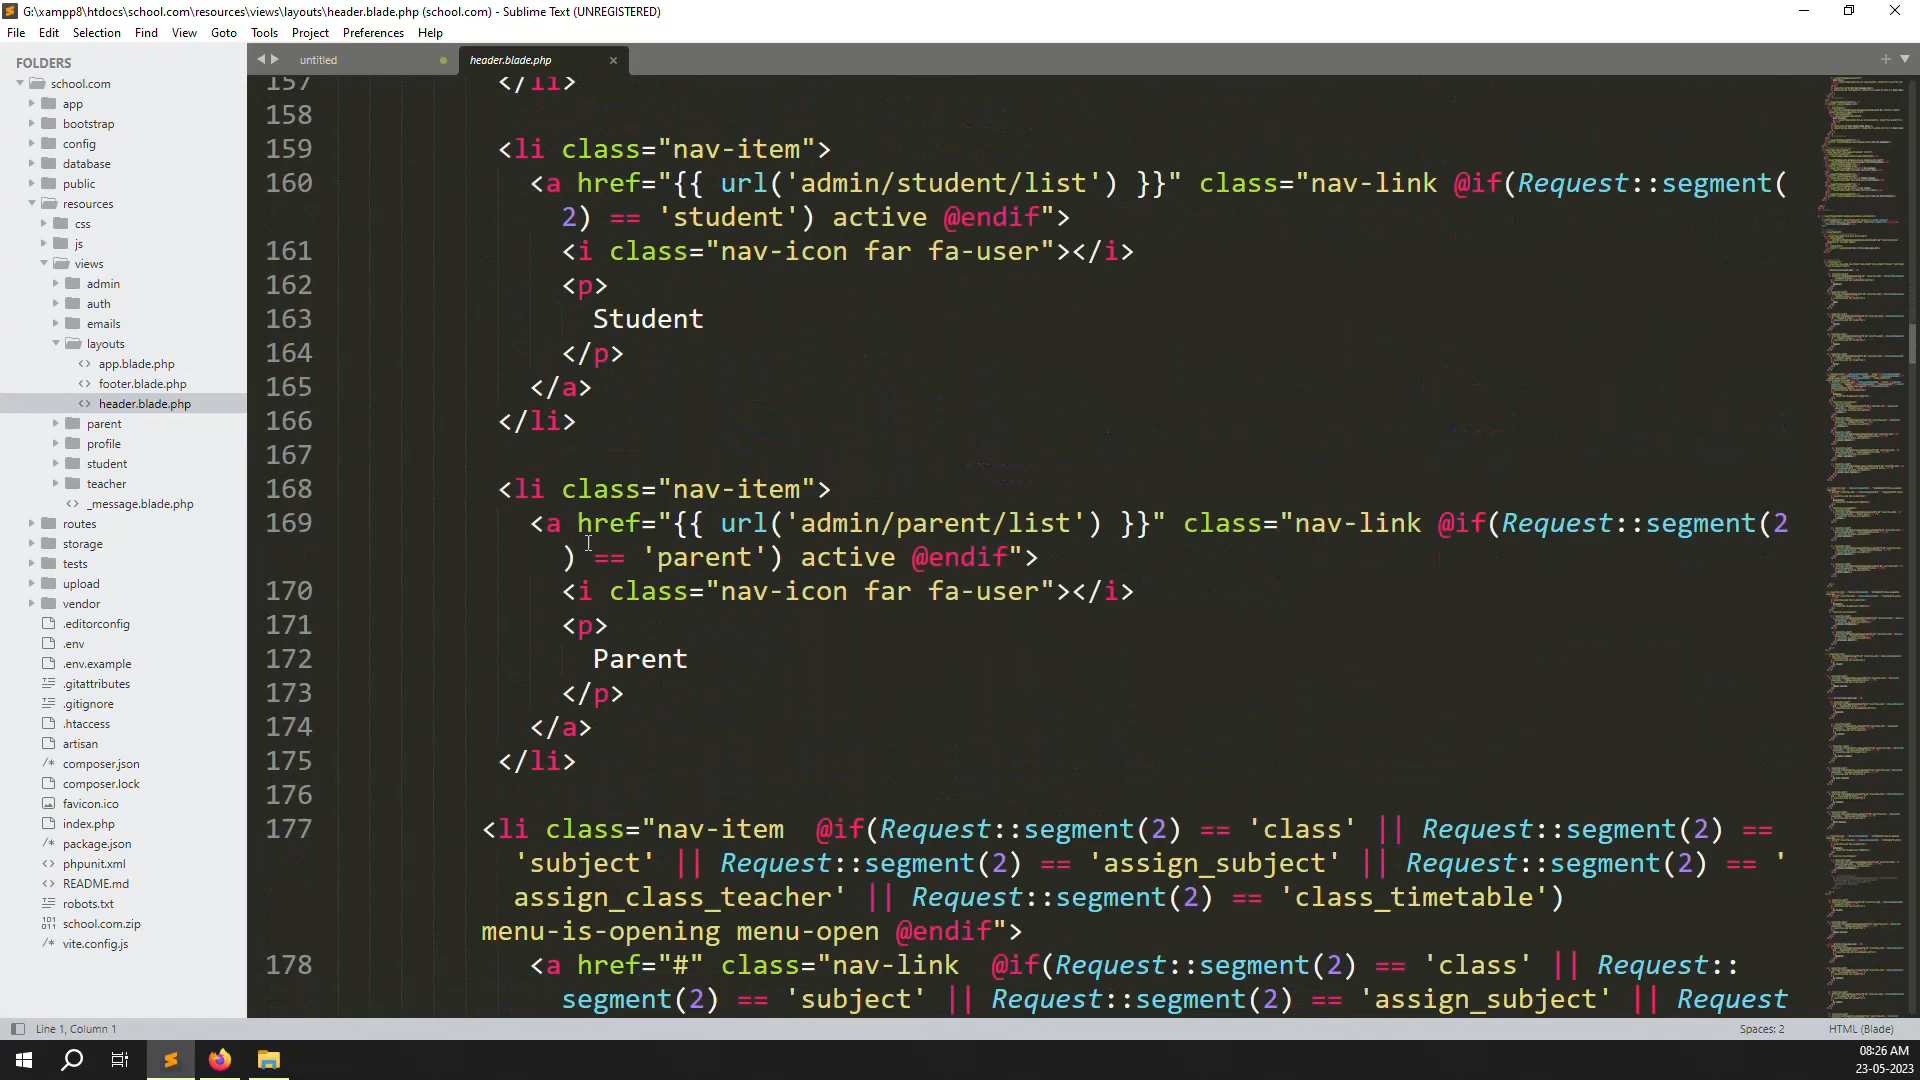 G:\xampp8\htdocs\school.com\resources\views\layouts\header.blade.php (school.com) - Sublime Text (UNREGISTERED)
File Edit Selection Find View Goto Tools Project Preferences Help
FOLDERS
school.com
app
bootstrap
config
database
public
resources
css
js
views
admin
auth
emails
layouts
app.blade.php
footer.blade.php
header.blade.php
parent
profile
student
teacher
_message.blade.php
routes
storage
tests
upload
vendor
.editorconfig
.env
.env.example
.gitattributes
.gitignore
.htaccess
artisan
composer.json
composer.lock
favicon.ico
index.php
package.json
phpunit.xml
README.md
robots.txt
school.com.zip
vite.config.js
untitled header.blade.php
157 </li>
158
159 <li class="nav-item">
160 <a href="{{ url('admin/student/list') }}" class="nav-link @if(Request::segment(
2) == 'student') active @endif">
161 <i class="nav-icon far fa-user"></i>
162 <p>
163 Student
164 </p>
165 </a>
166 </li>
167
168 <li class="nav-item">
169 <a href="{{ url('admin/parent/list') }}" class="nav-link @if(Request::segment(2
) == 'parent') active @endif">
170 <i class="nav-icon far fa-user"></i>
171 <p>
172 Parent
173 </p>
174 </a>
175 </li>
176
177 <li class="nav-item  @if(Request::segment(2) == 'class' || Request::segment(2) ==
'subject' || Request::segment(2) == 'assign_subject' || Request::segment(2) == '
assign_class_teacher' || Request::segment(2) == 'class_timetable')
menu-is-opening menu-open @endif">
178 <a href="#" class="nav-link  @if(Request::segment(2) == 'class' || Request::
segment(2) == 'subject' || Request::segment(2) == 'assign_subject' || Request
Line 1, Column 1
Spaces: 2
HTML (Blade)
08:26 AM
23-05-2023